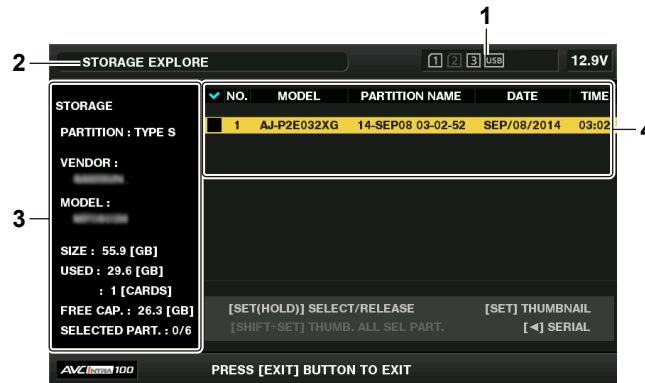 1
2
STORAGE EXPLORE
1 2 3 USB
12.9V
STORAGE
PARTITION : TYPE S
VENDOR :
MODEL :
SIZE : 55.9 [GB]
USED : 29.6 [GB]
: 1 [CARDS]
FREE CAP. : 26.3 [GB]
SELECTED PART. : 0/6
3
NO. MODEL PARTITION NAME DATE TIME
1 AJ-P2E032XG 14-SEP08 03-02-52 SEP/08/2014 03:02
4
[SET(HOLD)] SELECT/RELEASE [SET] THUMBNAIL
[SHIFT+SET] THUMB. ALL SEL PART. [◄] SERIAL
AVC INTRA 100
PRESS [EXIT] BUTTON TO EXIT